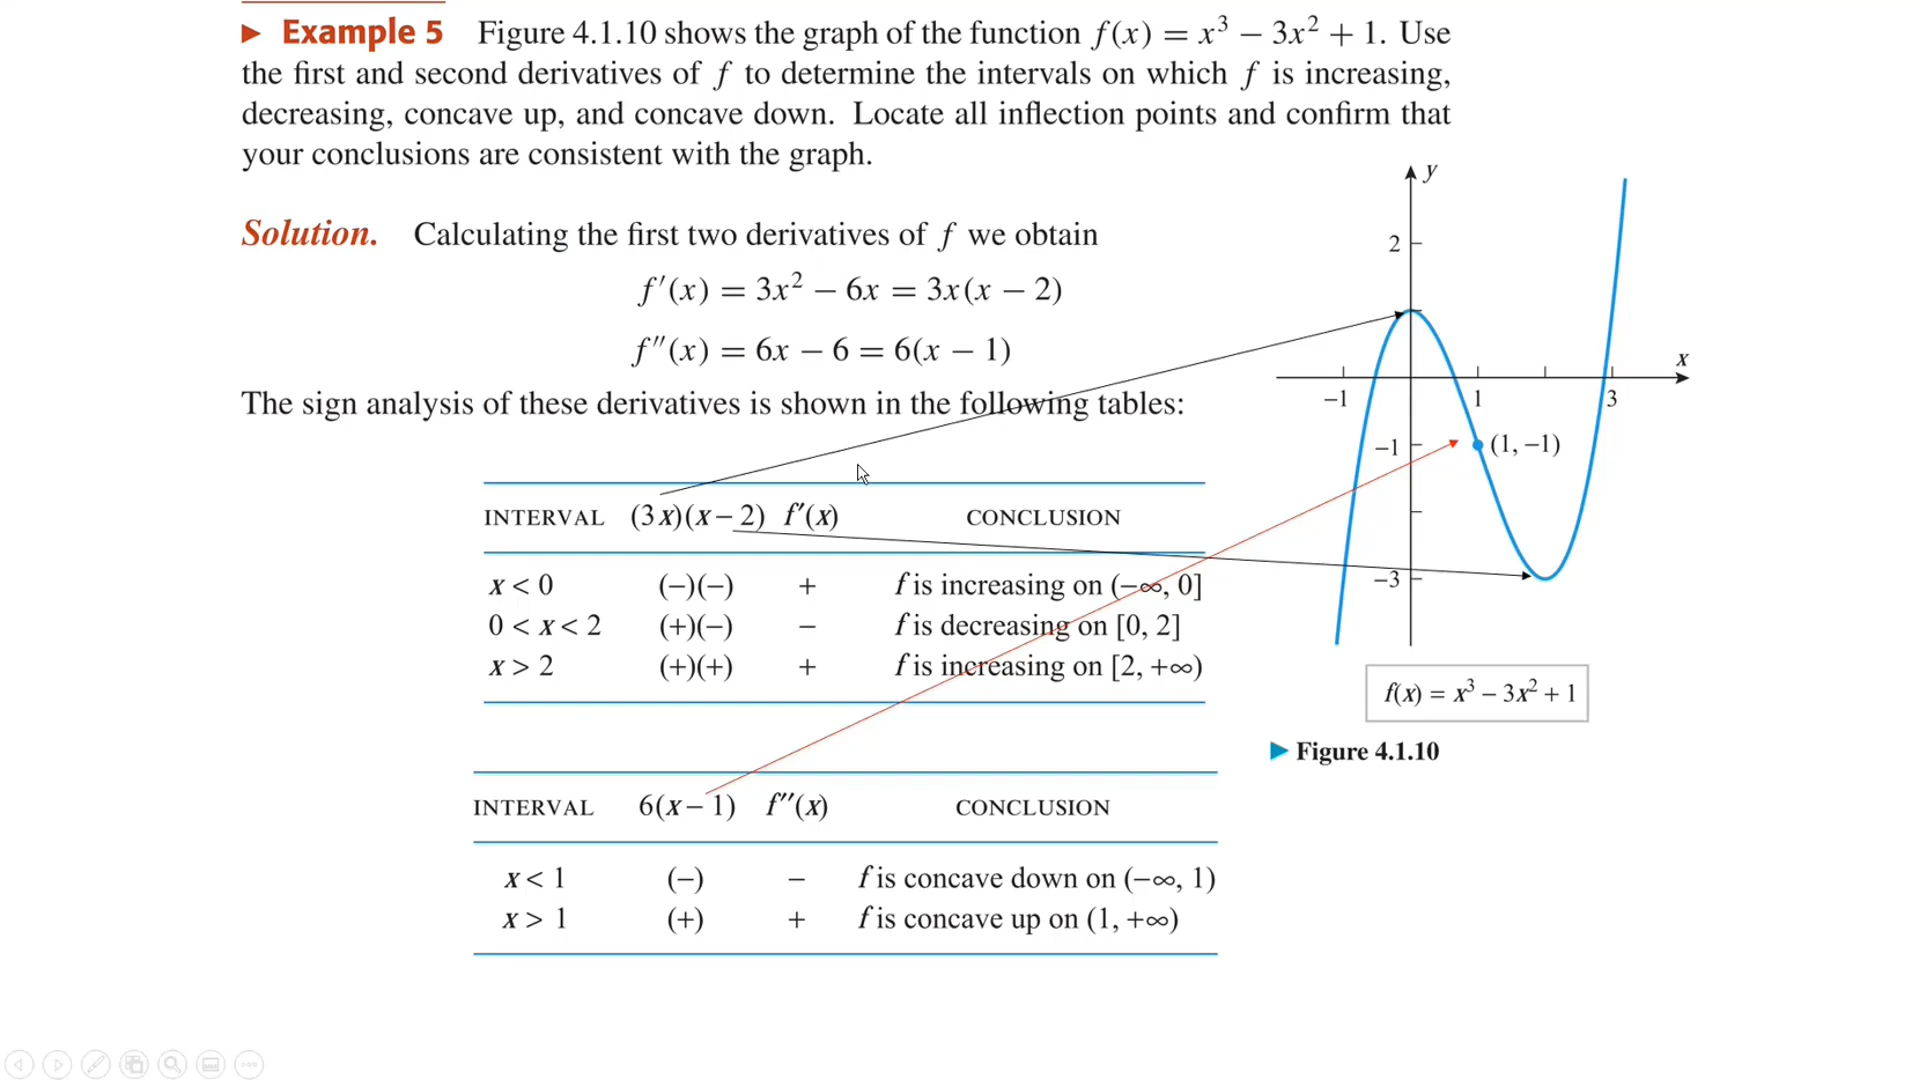 ▶ Example 5 Figure 4.1.10 shows the graph of the function f(x) = x³ − 3x² + 1. Use
the first and second derivatives of f to determine the intervals on which f is increasing,
decreasing, concave up, and concave down. Locate all inflection points and confirm that
your conclusions are consistent with the graph.
Solution. Calculating the first two derivatives of f we obtain
f′(x) = 3x² − 6x = 3x(x − 2)
f″(x) = 6x − 6 = 6(x − 1)
The sign analysis of these derivatives is shown in the following tables:
INTERVAL (3x)(x − 2) f′(x) CONCLUSION
x < 0 (−)(−) + f is increasing on (−∞, 0]
0 < x < 2 (+)(−) − f is decreasing on [0, 2]
x > 2 (+)(+) + f is increasing on [2, +∞)
INTERVAL 6(x − 1) f″(x) CONCLUSION
x < 1 (−) − f is concave down on (−∞, 1)
x > 1 (+) + f is concave up on (1, +∞)
y
2
x
−1 1 3
−1 (1, −1)
−3
f(x) = x³ − 3x² + 1
▶ Figure 4.1.10